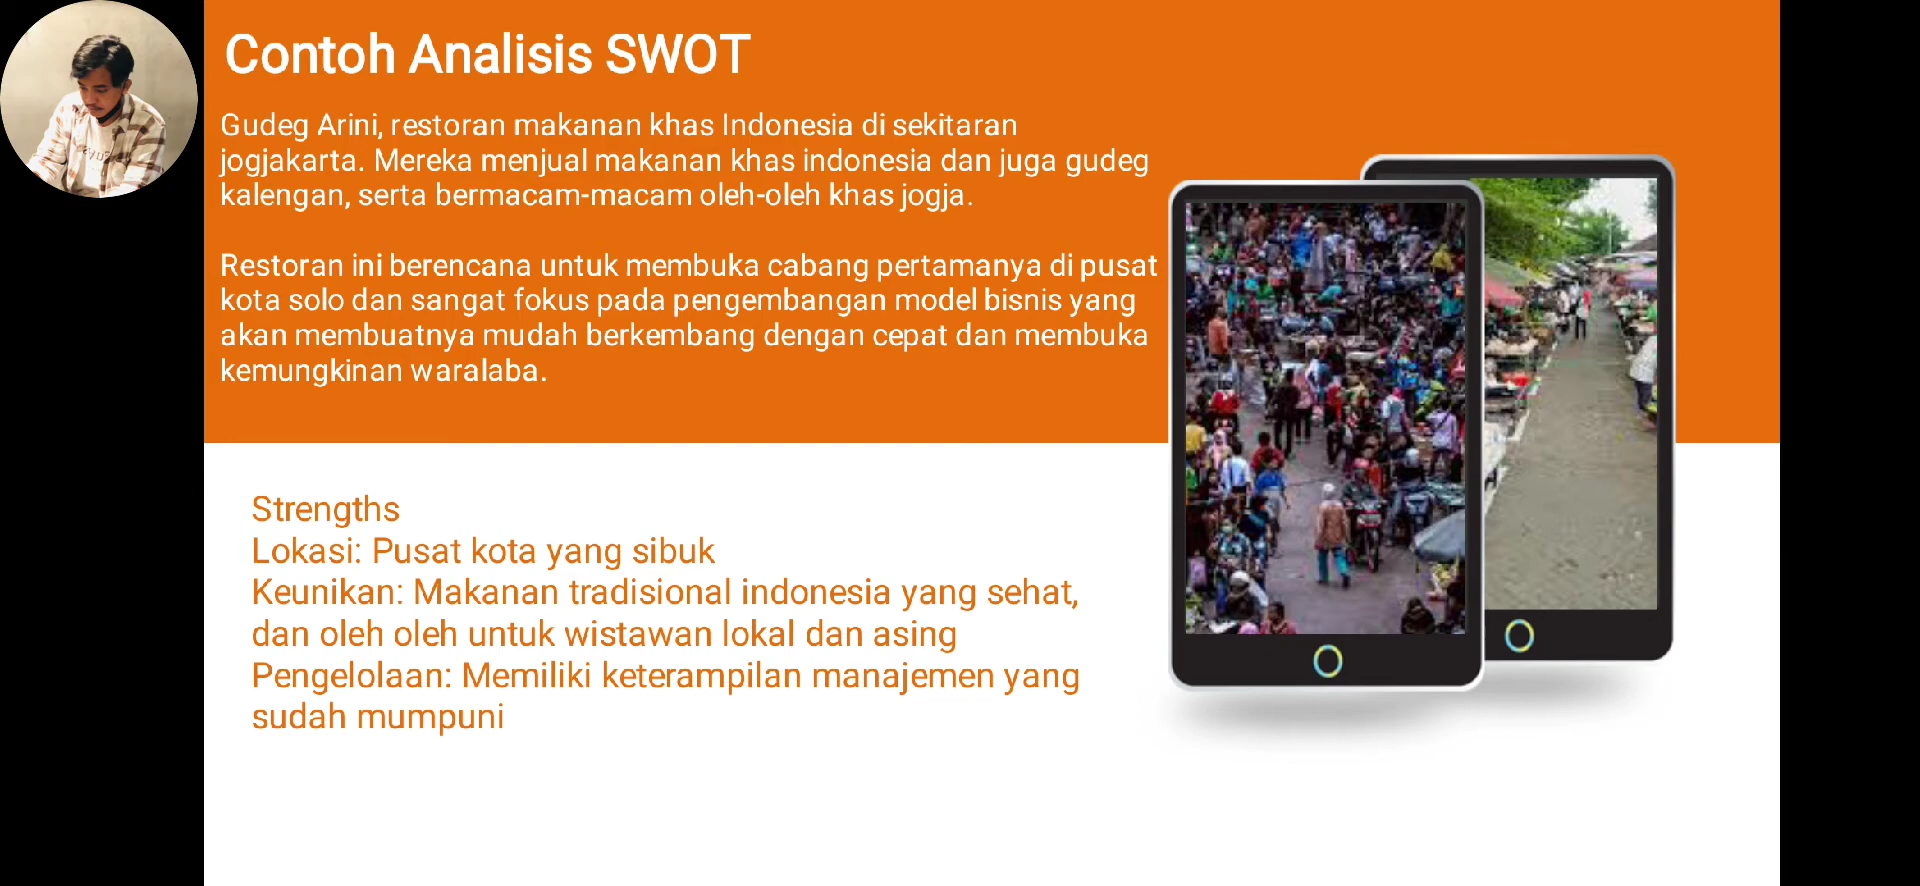 Contoh Analisis SWOT
Gudeg Arini, restoran makanan khas Indonesia di sekitaran
jogjakarta. Mereka menjual makanan khas indonesia dan juga gudeg
kalengan, serta bermacam-macam oleh-oleh khas jogja.
Restoran ini berencana untuk membuka cabang pertamanya di pusat
kota solo dan sangat fokus pada pengembangan model bisnis yang
akan membuatnya mudah berkembang dengan cepat dan membuka
kemungkinan waralaba.
Strengths
Lokasi: Pusat kota yang sibuk
Keunikan: Makanan tradisional indonesia yang sehat,
dan oleh oleh untuk wistawan lokal dan asing
Pengelolaan: Memiliki keterampilan manajemen yang
sudah mumpuni